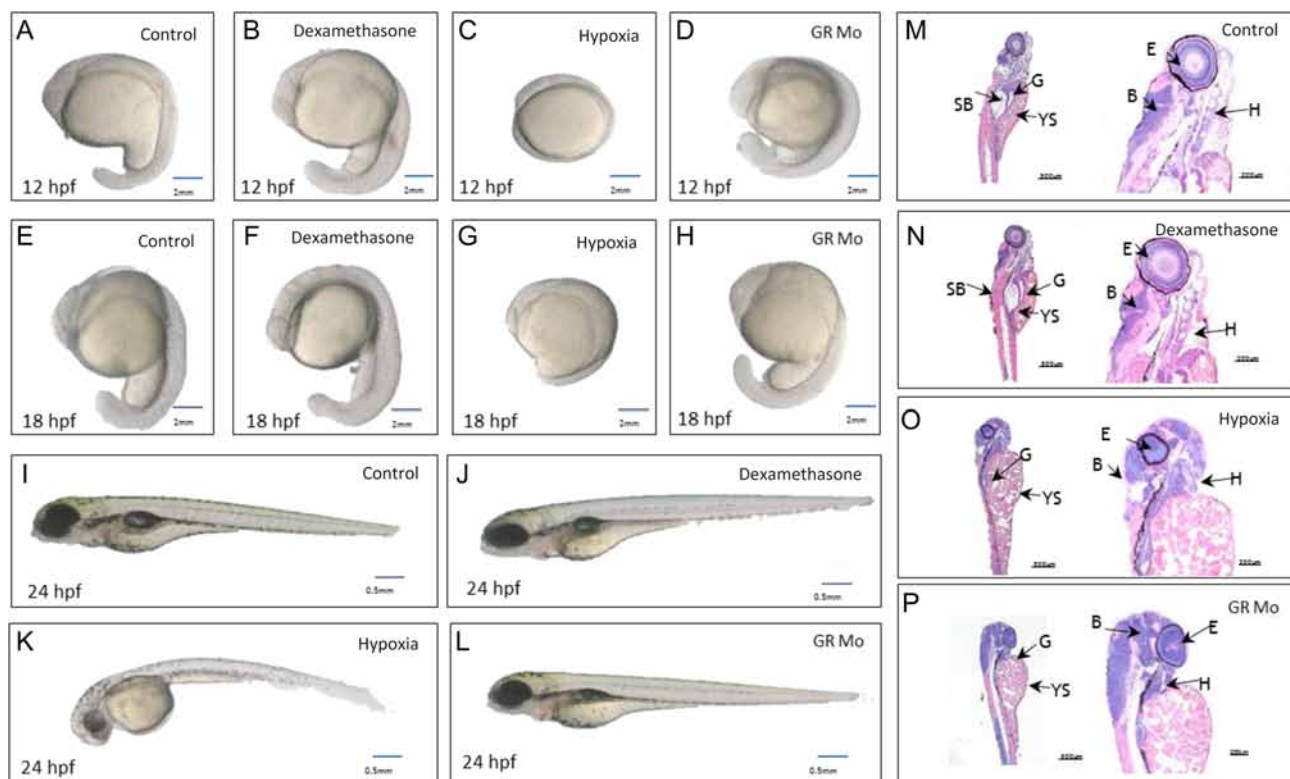 A
Control
12 hpf
2mm
B
Dexamethasone
12 hpf
2mm
C
Hypoxia
12 hpf
2mm
D
GR Mo
12 hpf
2mm
E
Control
18 hpf
2mm
F
Dexamethasone
18 hpf
2mm
G
Hypoxia
18 hpf
2mm
H
GR Mo
18 hpf
2mm
I
Control
24 hpf
0.5mm
J
Dexamethasone
24 hpf
0.5mm
K
Hypoxia
24 hpf
0.5mm
L
GR Mo
24 hpf
0.5mm
M
Control
E
G
SB
B
H
YS
N
Dexamethasone
E
G
SB
B
YS
H
O
Hypoxia
E
G
B
H
YS
P
GR Mo
B
E
G
H
YS